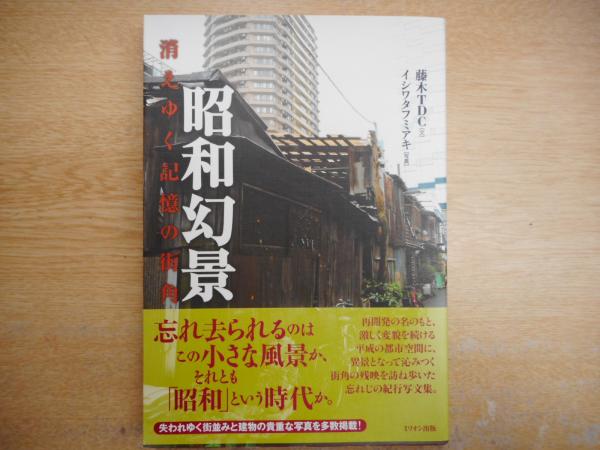 藤木TDC[文]
イシワタフミアキ[写真]
昭和幻景
消えゆく記憶の街角
忘れ去られるのは
この小さな風景か、
それとも
「昭和」という時代か。
再開発の名のもと、
激しく変貌を続ける
平成の都市空間に、
異景となって沁みつく
街角の残映を訪ね歩いた
忘れじの紀行写文集。
失われゆく街並みと建物の貴重な写真を多数掲載!
ミリオン出版